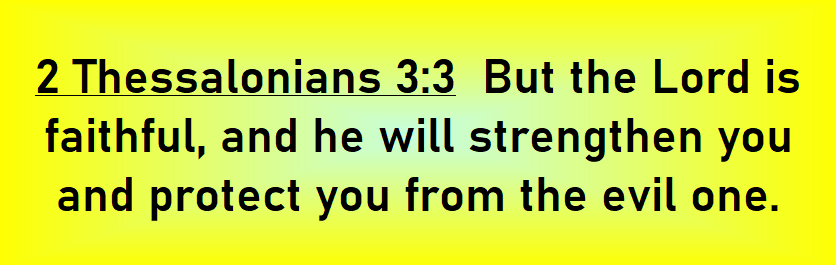 2 Thessalonians 3:3  But the Lord is
faithful, and he will strengthen you
and protect you from the evil one.